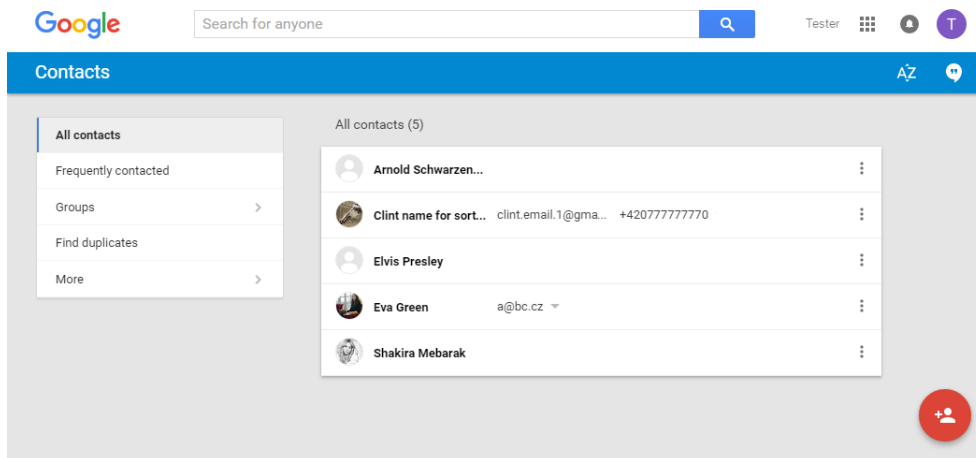 Google Search for anyone Tester T
Contacts AZ
All contacts
Frequently contacted
Groups
Find duplicates
More
All contacts (5)
Arnold Schwarzen...
Clint name for sort... clint.email.1@gma... +420777777770
Elvis Presley
Eva Green a@bc.cz
Shakira Mebarak